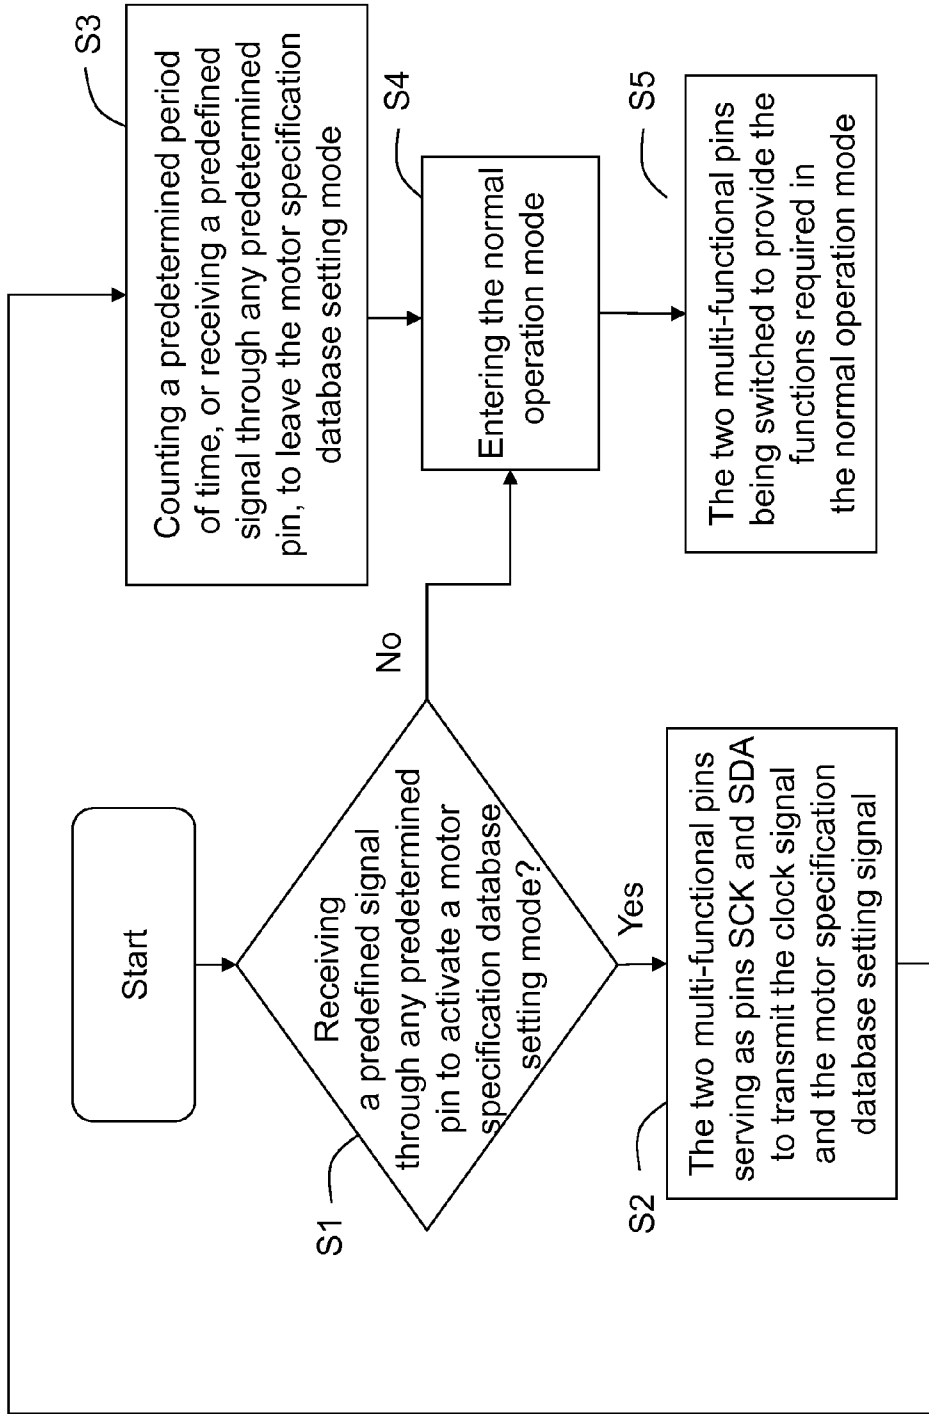 Start
S1
Receiving
a predefined signal
through any predetermined
pin to activate a motor
specification database
setting mode?
No
Yes
S2
The two multi-functional pins
serving as pins SCK and SDA
to transmit the clock signal
and the motor specification
database setting signal
S3
Counting a predetermined period
of time, or receiving a predefined
signal through any predetermined
pin, to leave the motor specification
database setting mode
S4
Entering the normal
operation mode
S5
The two multi-functional pins
being switched to provide the
functions required in
the normal operation mode